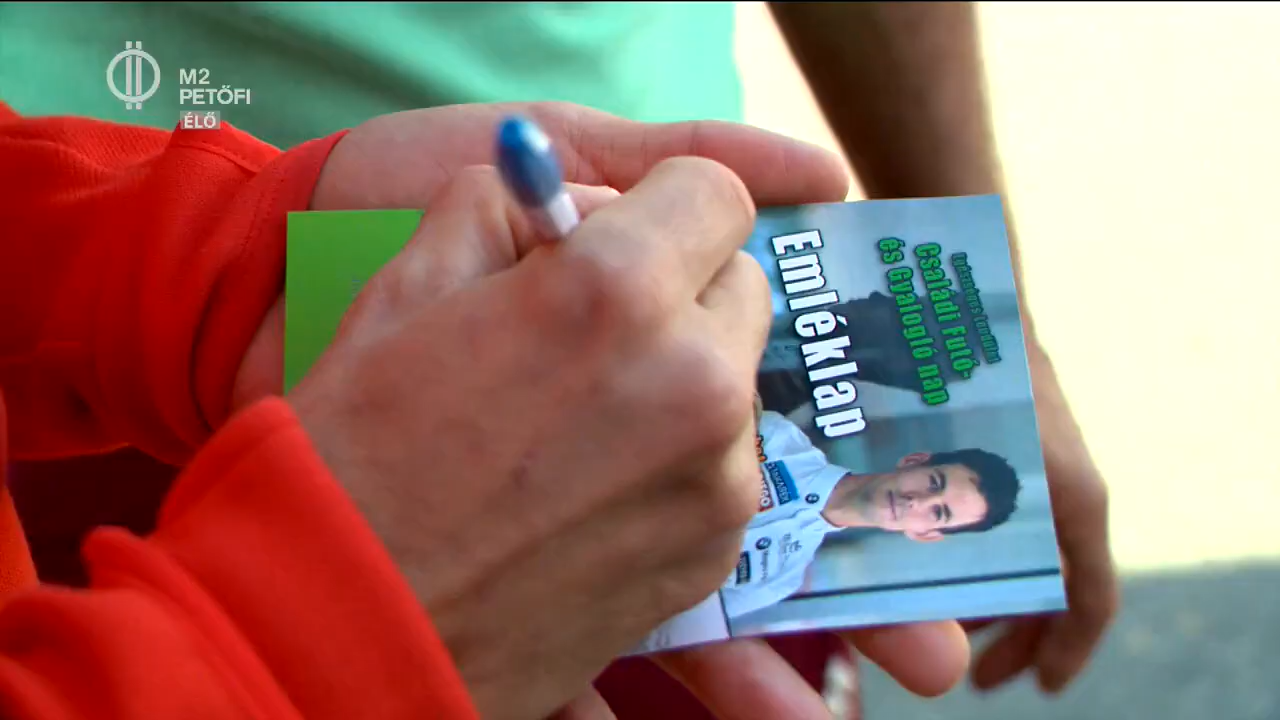 M2
PETŐFI
ÉLŐ
Családi Futó-
és Gyalogló nap
Emléklap